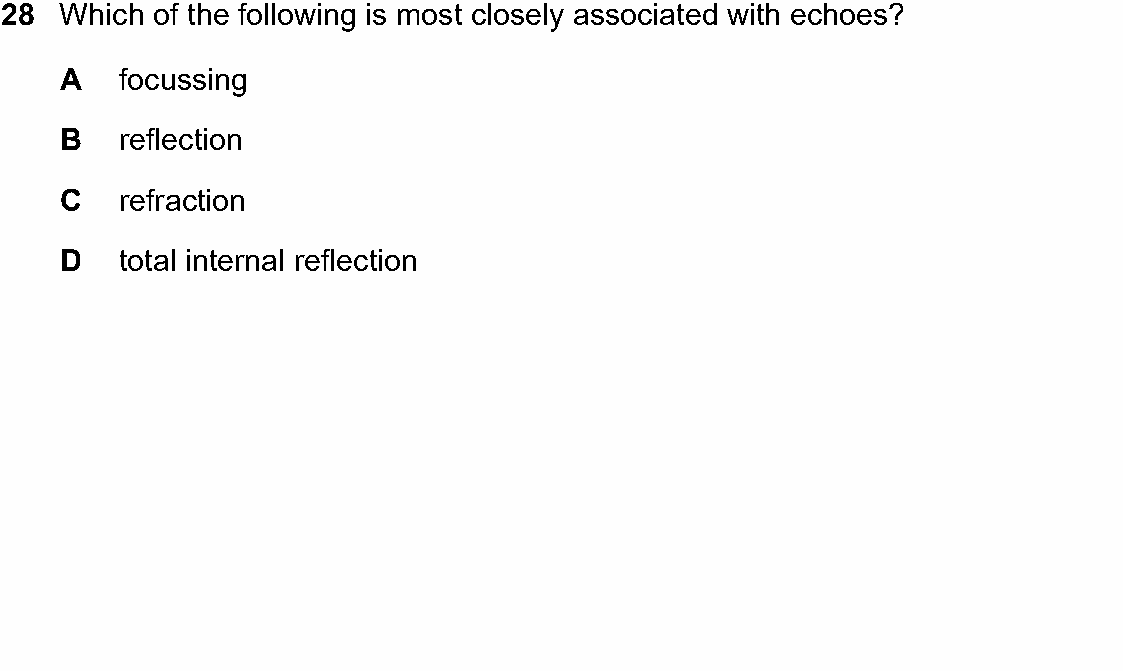 28 Which of the following is most closely associated with echoes?
A focussing
B reflection
C refraction
D total internal reflection